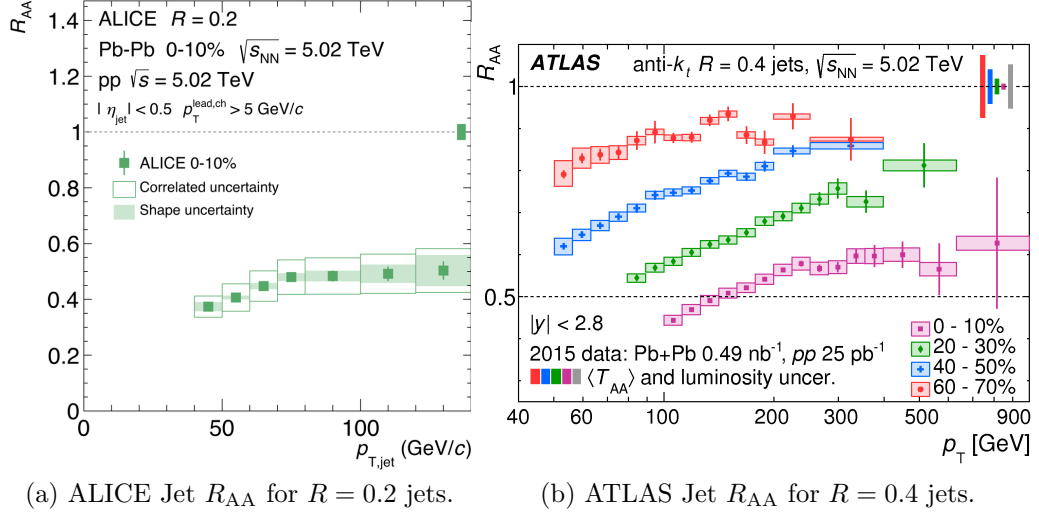 R_AA
1.4
1.2
1
0.8
0.6
0.4
0.2
0
ALICE R = 0.2
Pb-Pb 0-10% √s_NN = 5.02 TeV
pp √s = 5.02 TeV
| η_jet | < 0.5 p_T^lead,ch > 5 GeV/c
ALICE 0-10%
Correlated uncertainty
Shape uncertainty
0 50 100
p_T,jet (GeV/c)
(a) ALICE Jet R_AA for R = 0.2 jets.
R_AA
1
0.5
ATLAS anti-k_t R = 0.4 jets, √s_NN = 5.02 TeV
|y| < 2.8
2015 data: Pb+Pb 0.49 nb⁻¹, pp 25 pb⁻¹
⟨T_AA⟩ and luminosity uncer.
0 - 10%
20 - 30%
40 - 50%
60 - 70%
40 60 100 200 300 500 900
p_T [GeV]
(b) ATLAS Jet R_AA for R = 0.4 jets.